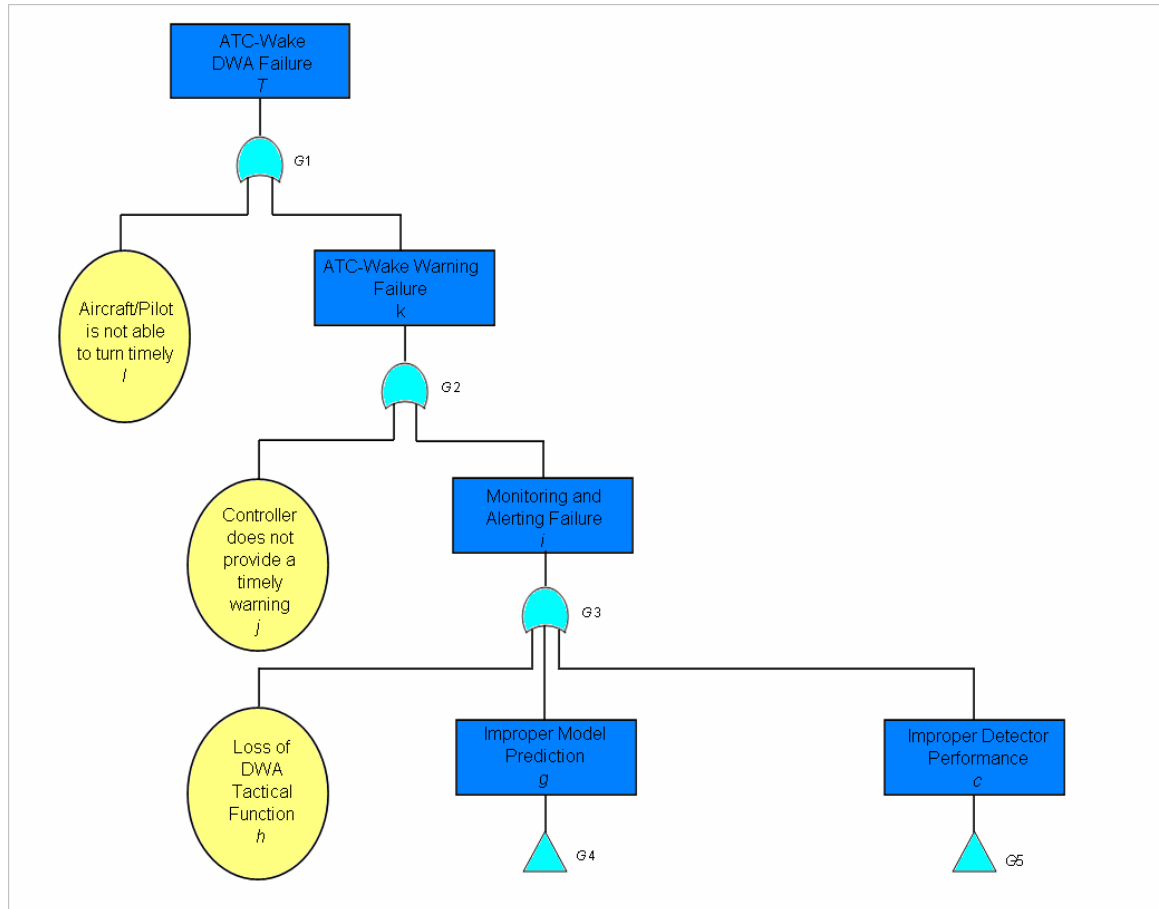 ATC-Wake
DWA Failure
T
G1
Aircraft/Pilot
is not able
to turn timely
l
ATC-Wake Warning
Failure
k
G2
Controller
does not
provide a
timely
warning
j
Monitoring and
Alerting Failure
i
G3
Loss of
DWA
Tactical
Function
h
Improper Model
Prediction
g
G4
Improper Detector
Performance
c
G5